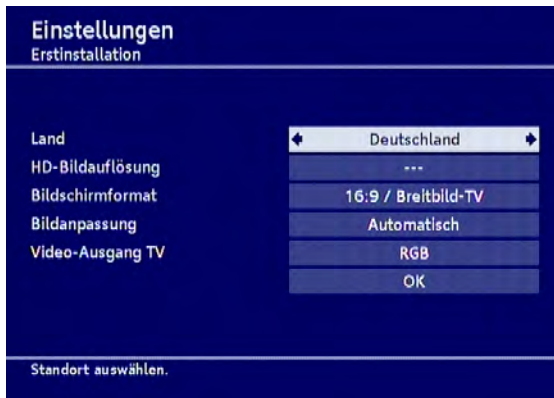 Einstellungen
Erstinstallation
Land Deutschland
HD-Bildauflösung ---
Bildschirmformat 16:9 / Breitbild-TV
Bildanpassung Automatisch
Video-Ausgang TV RGB
OK
Standort auswählen.